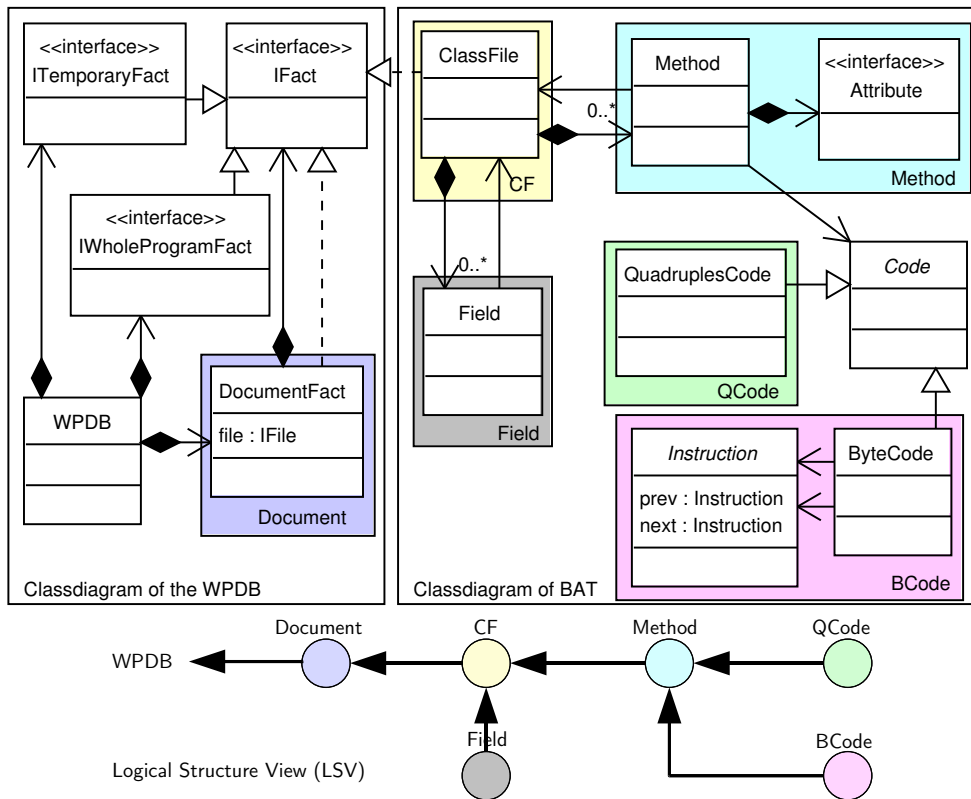 <<interface>>
ITemporaryFact
<<interface>>
IFact
<<interface>>
IWholeProgramFact
WPDB
DocumentFact
file : IFile
Document
Classdiagram of the WPDB
ClassFile
CF
0..*
Method
<<interface>>
Attribute
Method
0..*
Field
Field
QuadruplesCode
QCode
Code
Instruction
prev : Instruction
next : Instruction
ByteCode
BCode
Classdiagram of BAT
Document
CF
Method
QCode
WPDB
Field
BCode
Logical Structure View (LSV)